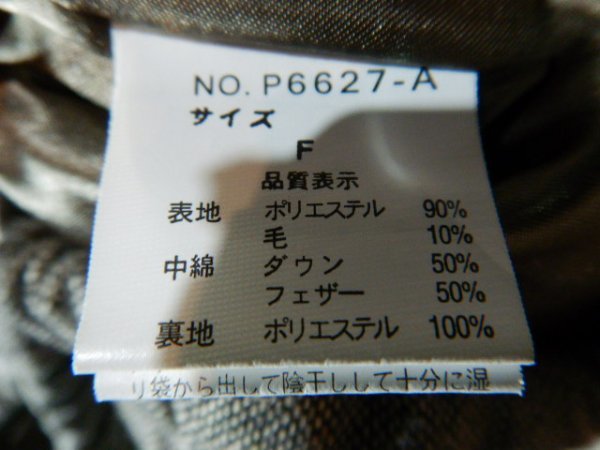 NO. P6627-A
サイズ
F
品質表示
表地 ポリエステル 90%
毛 10%
中綿 ダウン 50%
フェザー 50%
裏地 ポリエステル 100%
り袋から出して陰干しして十分に湿